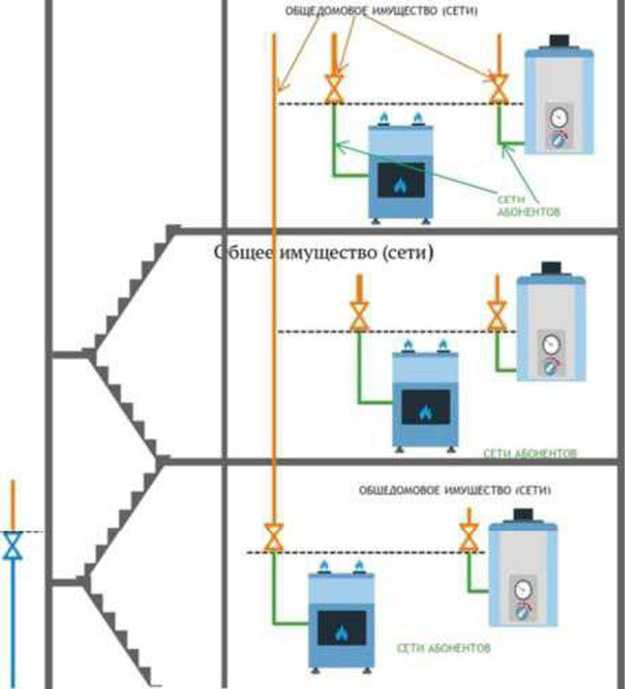 ОБЩЕДОМОВОЕ ИМУЩЕСТВО (СЕТИ)
СЕТИ
АБОНЕНТОВ
Общее имущество (сети)
СЕТИ АБОНЕНТОВ
ОБЩЕДОМОВОЕ ИМУЩЕСТВО (СЕТИ)
СЕТИ АБОНЕНТОВ